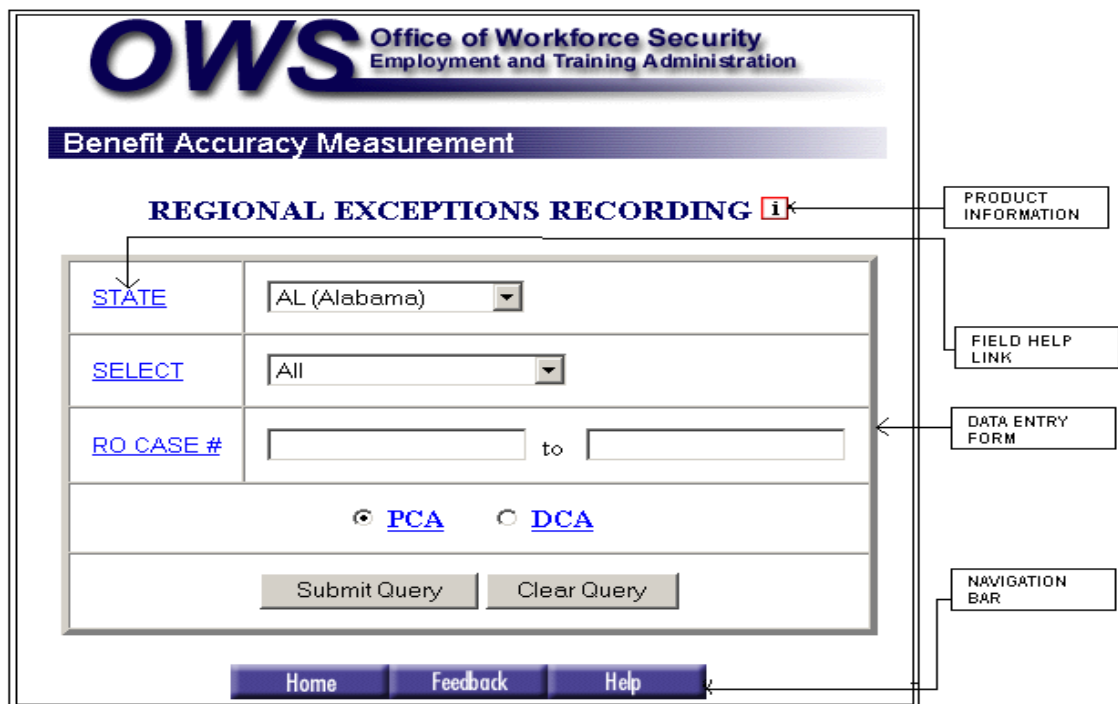 OWS Office of Workforce Security
Employment and Training Administration
Benefit Accuracy Measurement
REGIONAL EXCEPTIONS RECORDING i
PRODUCT
INFORMATION
STATE AL (Alabama)
FIELD HELP
LINK
SELECT All
RO CASE # to
DATA ENTRY
FORM
PCA DCA
Submit Query Clear Query
NAVIGATION
BAR
Home Feedback Help